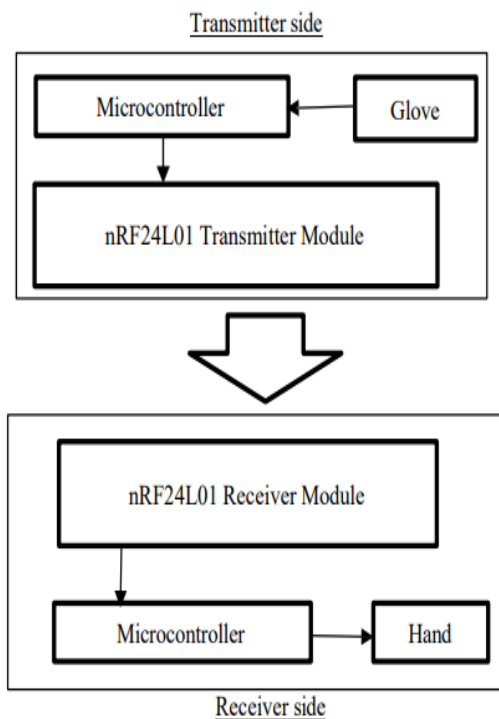 Transmitter side
Microcontroller
Glove
nRF24L01 Transmitter Module
nRF24L01 Receiver Module
Microcontroller
Hand
Receiver side